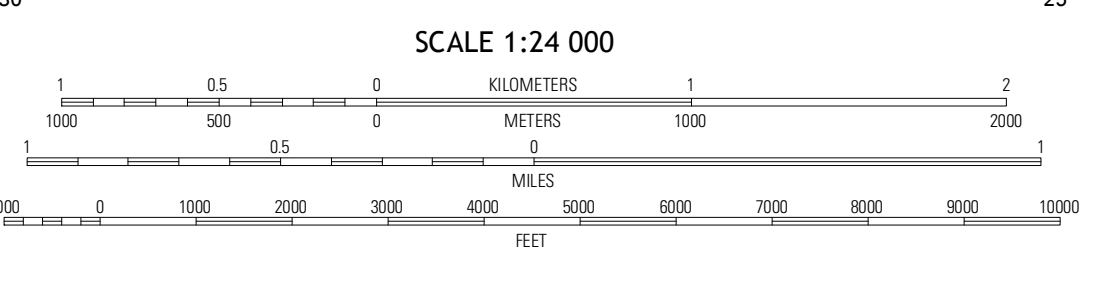 SCALE 1:24 000
1 0.5 0 KILOMETERS 1 2
1000 500 0 METERS 1000 2000
1 0.5 0 1
MILES
0 1000 2000 3000 4000 5000 6000 7000 8000 9000 10000
FEET